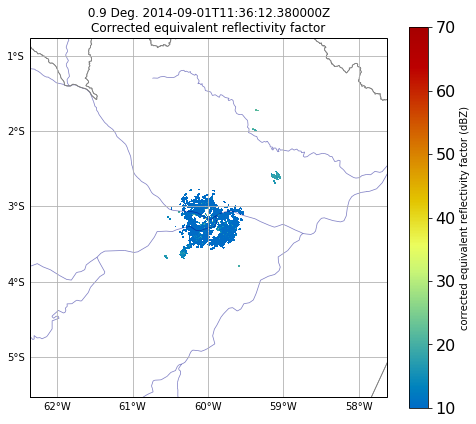 0.9 Deg. 2014-09-01T11:36:12.380000Z
Corrected equivalent reflectivity factor
1°S
2°S
3°S
4°S
5°S
62°W 61°W 60°W 59°W 58°W
70
60
50
40
30
20
10
corrected equivalent reflectivity factor (dBZ)